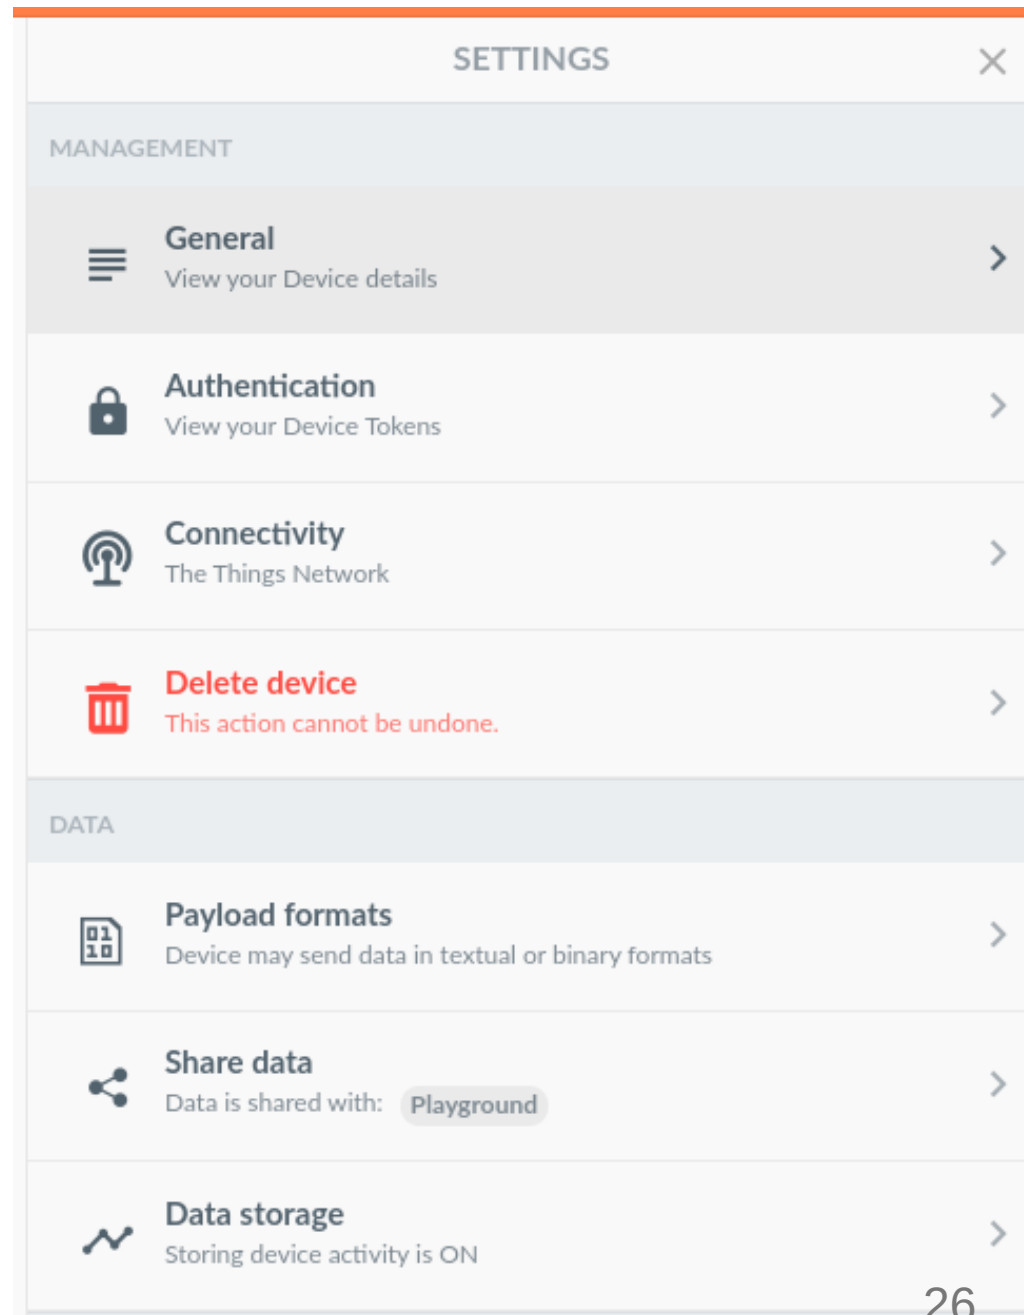 SETTINGS
MANAGEMENT
General
View your Device details
Authentication
View your Device Tokens
Connectivity
The Things Network
Delete device
This action cannot be undone.
DATA
01
10
Payload formats
Device may send data in textual or binary formats
Share data
Data is shared with: Playground
Data storage
Storing device activity is ON
26